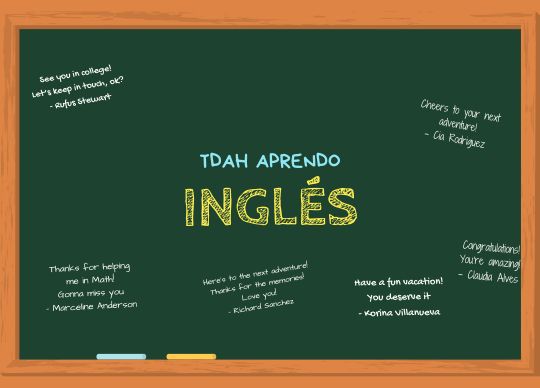 See you in college!
Let's keep in touch, ok?
- Rufus Stewart
Cheers to your next
adventure!
- Cia Rodriguez
TDAH APRENDO
INGLÉS
Congratulations!
You're amazing!
- Claudia Alves
Thanks for helping
me in Math!
Gonna miss you
- Marceline Anderson
Here's to the next adventure!
Thanks for the memories!
Love you!
- Richard Sanchez
Have a fun vacation!
You deserve it
- Korina Villanueva